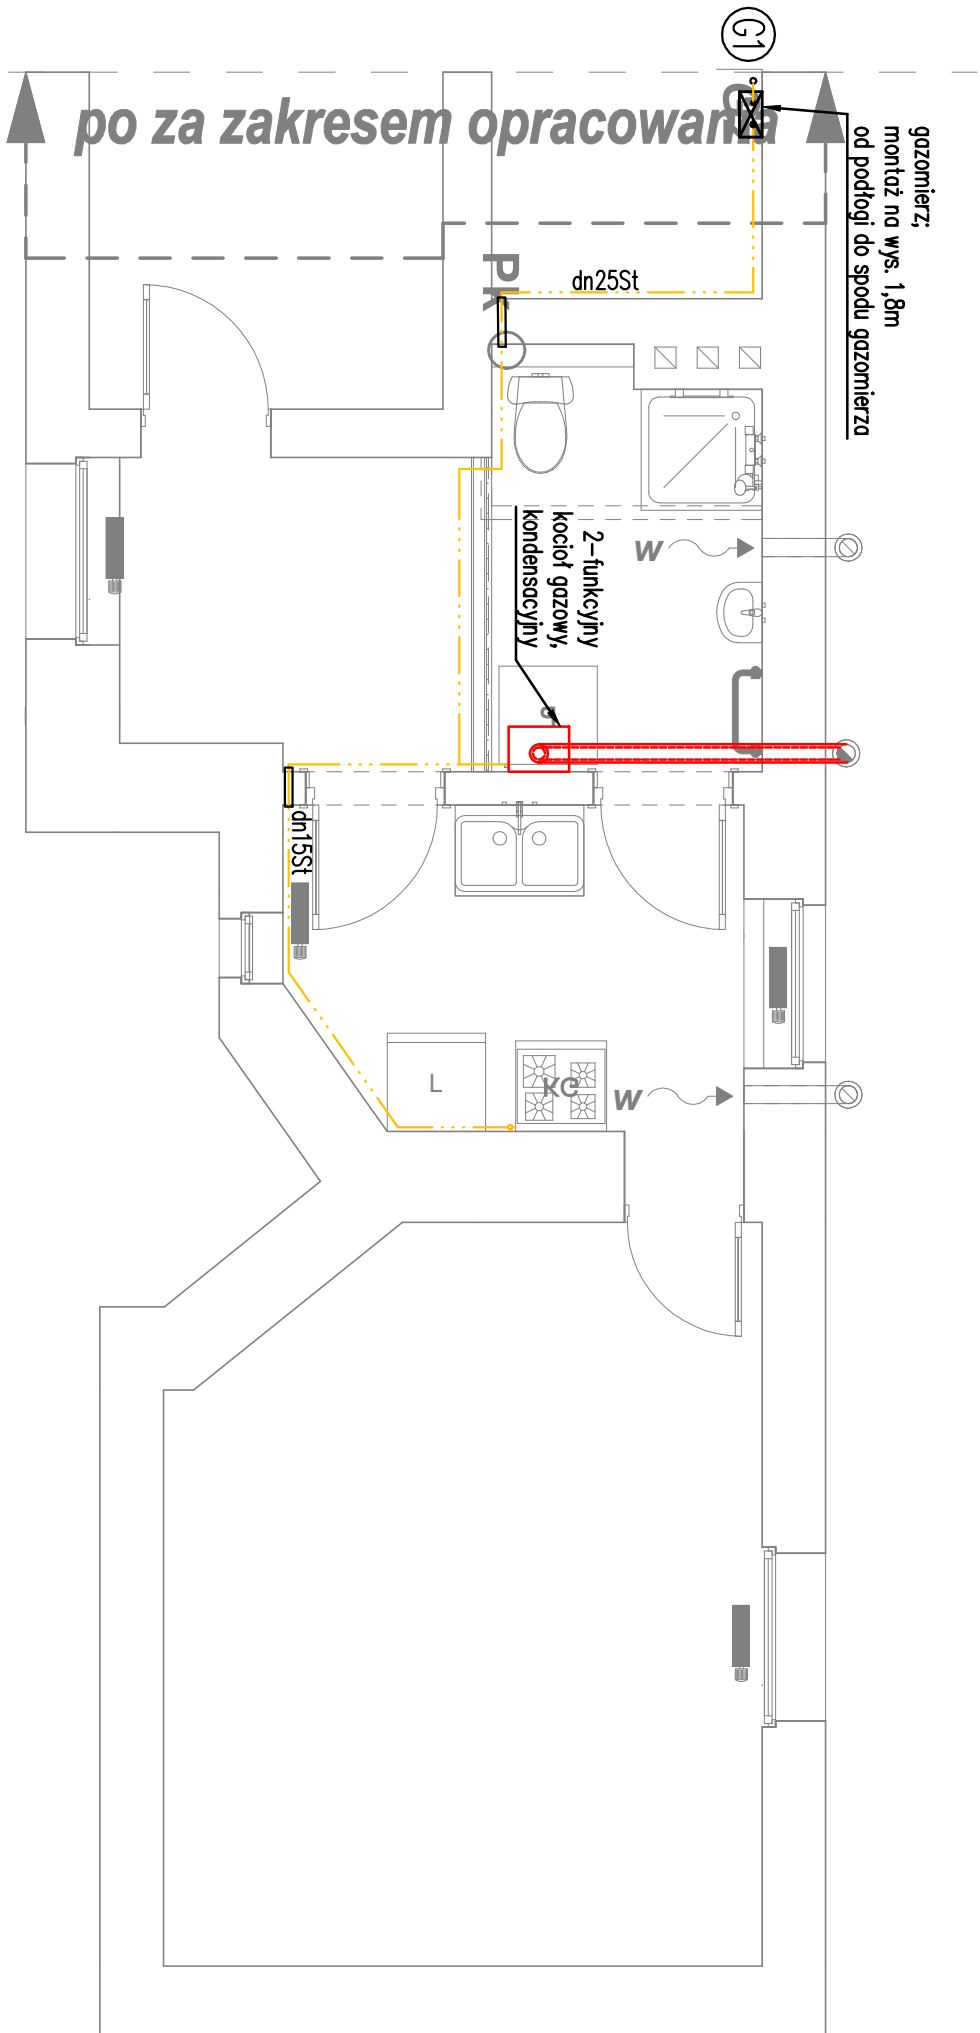 G1
po za zakresem opracowania
G
gazomierz;
montaż na wys. 1,8m
od podłogi do spodu gazomierza
dn25St
Pk
W
2-funkcyjny
kocioł gazowy,
kondensacyjny
dn15St
L
KG
W